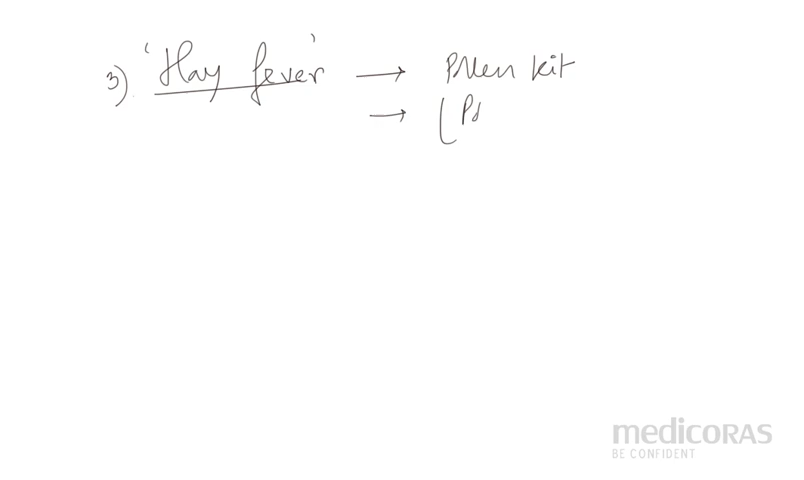 3) 'Hay fever' → Pollen kit
→ (
medicoras
BE CONFIDENT